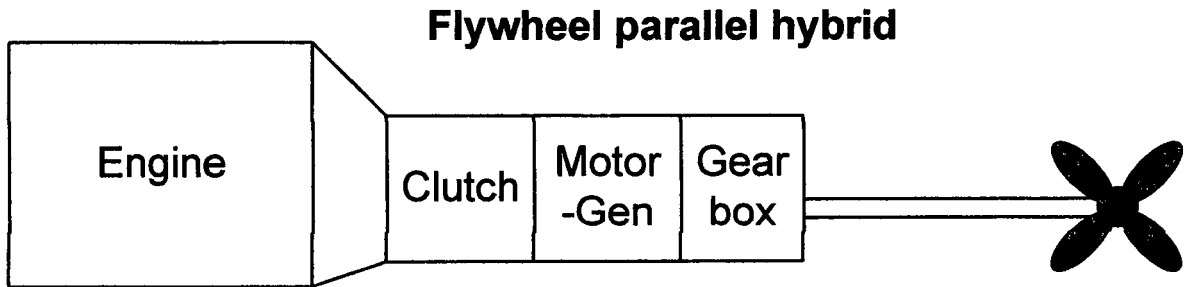 Flywheel parallel hybrid
Engine
Clutch
Motor
-Gen
Gear
box